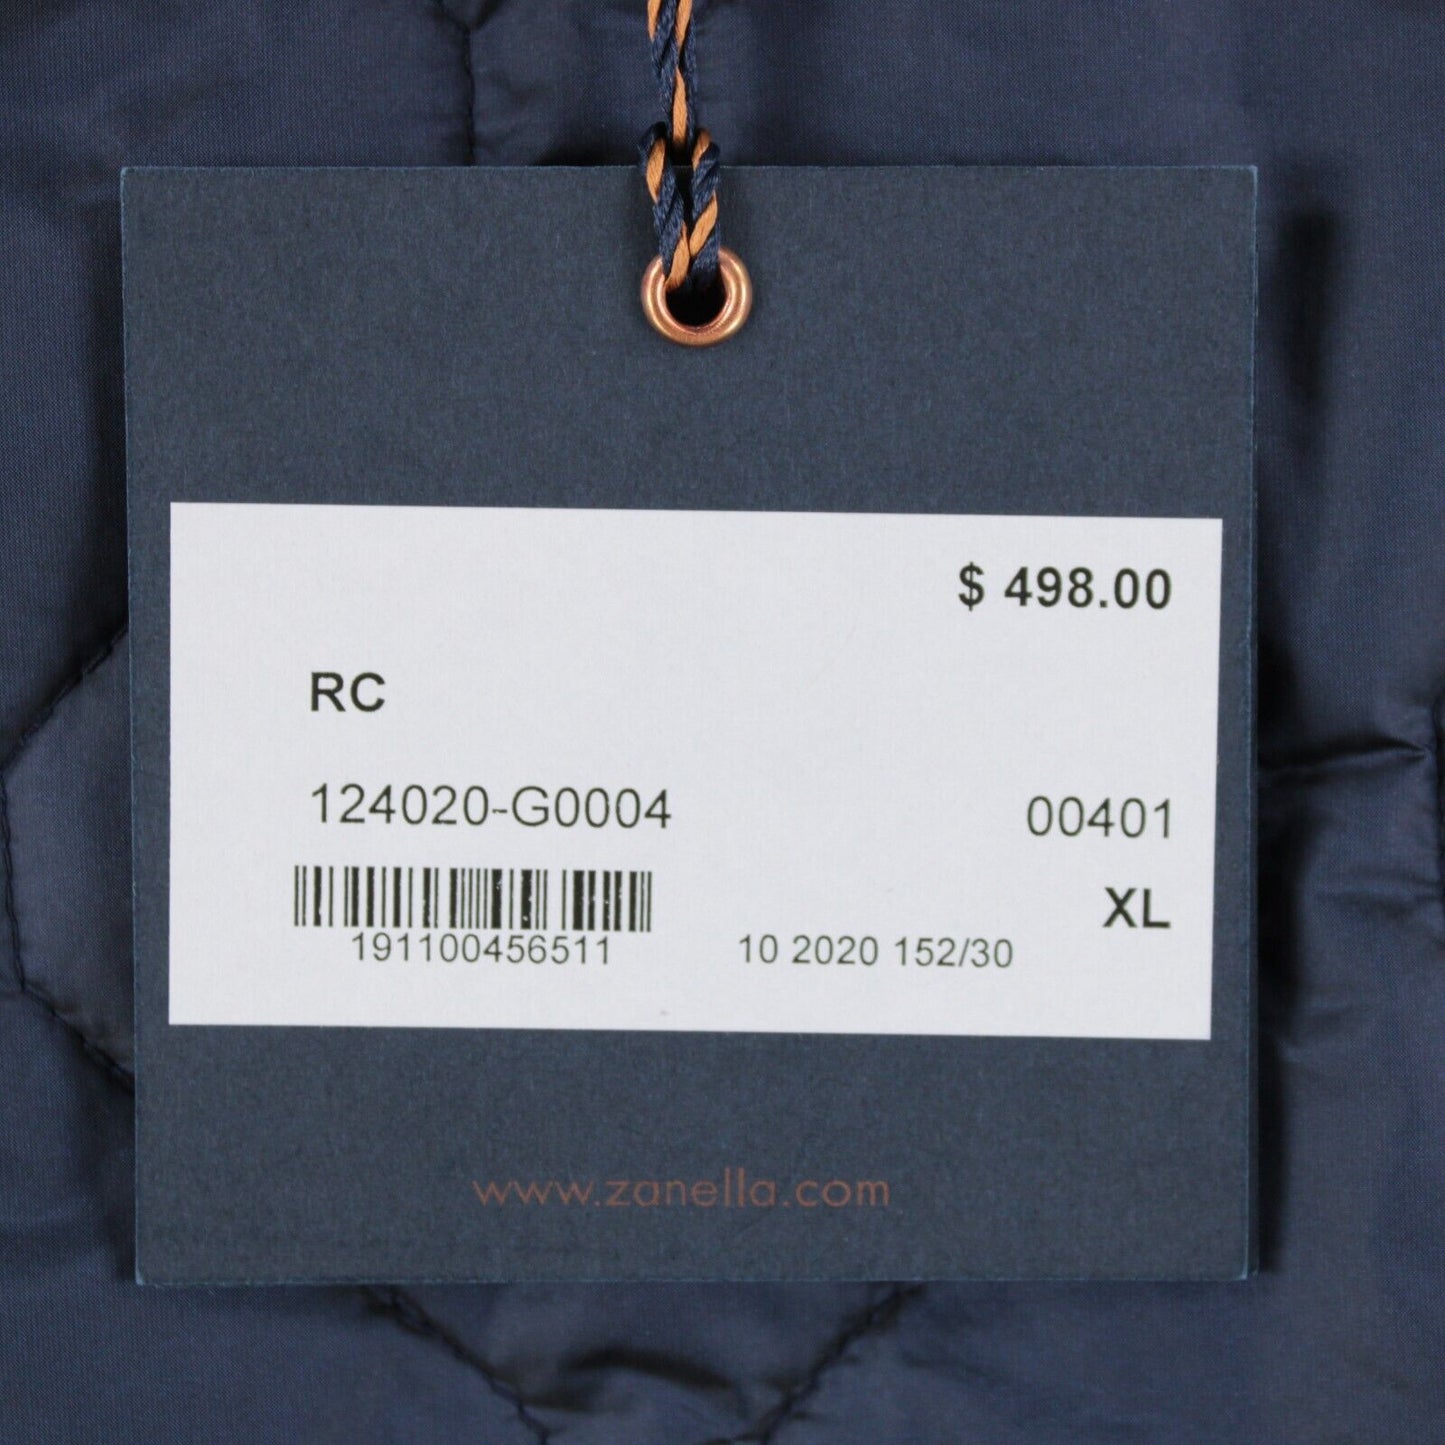 $ 498.00
RC
124020-G0004 00401
XL
191100456511 10 2020 152/30
www.zanella.com